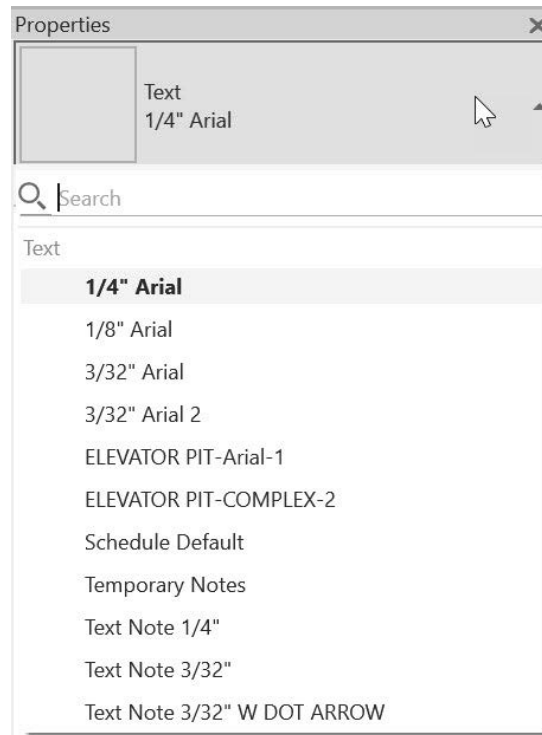 Properties
Text
1/4" Arial
Search
Text
1/4" Arial
1/8" Arial
3/32" Arial
3/32" Arial 2
ELEVATOR PIT-Arial-1
ELEVATOR PIT-COMPLEX-2
Schedule Default
Temporary Notes
Text Note 1/4"
Text Note 3/32"
Text Note 3/32" W DOT ARROW